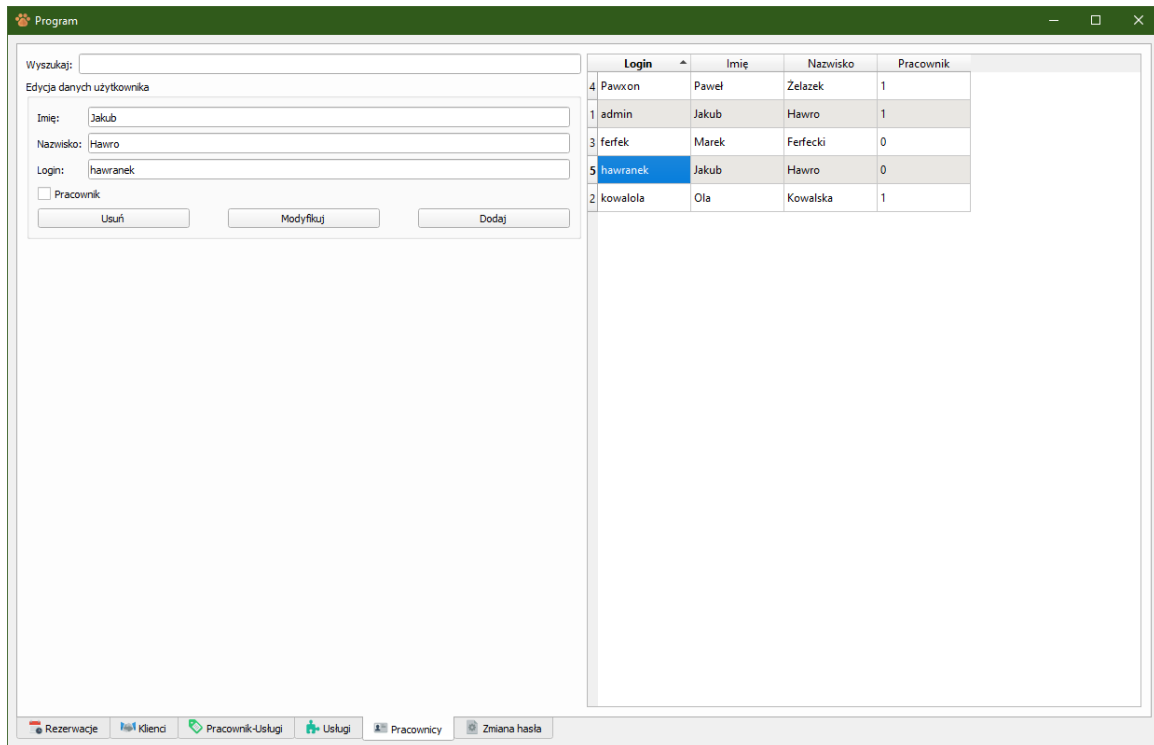 Program
Wyszukaj:
Edycja danych użytkownika
Imię: Jakub
Nazwisko: Hawro
Login: hawranek
Pracownik
Usuń Modyfikuj Dodaj
Login Imię Nazwisko Pracownik
4 Pawxon Paweł Żelazek 1
1 admin Jakub Hawro 1
3 ferfek Marek Ferfecki 0
5 hawranek Jakub Hawro 0
2 kowalola Ola Kowalska 1
Rezerwacje Klienci Pracownik-Usługi Usługi Pracownicy Zmiana hasła